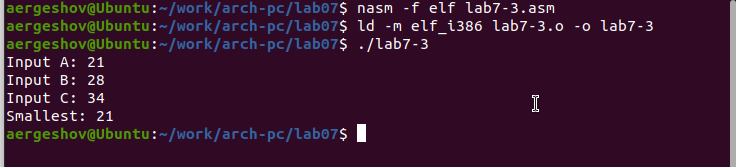 aergeshov@Ubuntu:~/work/arch-pc/lab07$ nasm -f elf lab7-3.asm
aergeshov@Ubuntu:~/work/arch-pc/lab07$ ld -m elf_i386 lab7-3.o -o lab7-3
aergeshov@Ubuntu:~/work/arch-pc/lab07$ ./lab7-3
Input A: 21
Input B: 28
Input C: 34
Smallest: 21
aergeshov@Ubuntu:~/work/arch-pc/lab07$